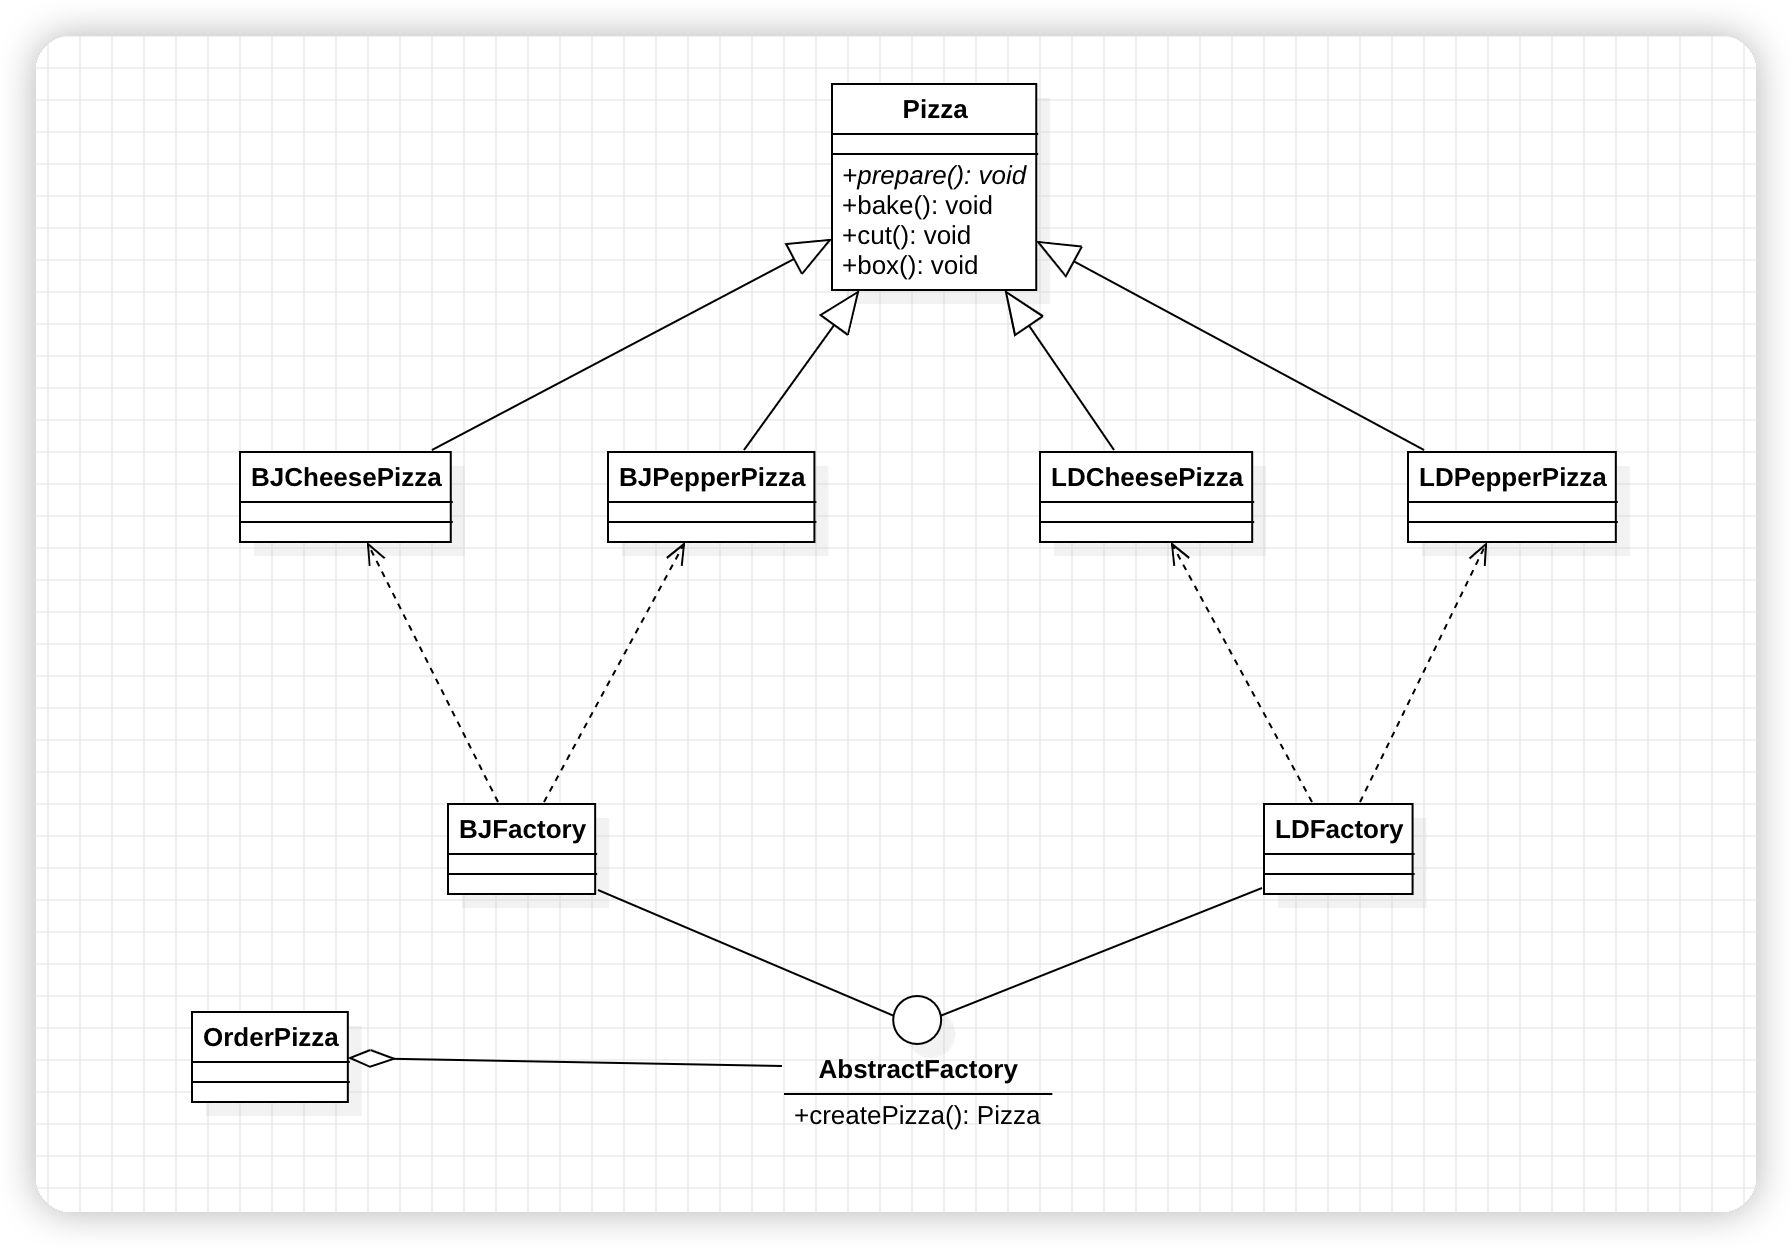 Pizza
+prepare(): void
+bake(): void
+cut(): void
+box(): void
BJCheesePizza
BJPepperPizza
LDCheesePizza
LDPepperPizza
BJFactory
LDFactory
OrderPizza
AbstractFactory
+createPizza(): Pizza